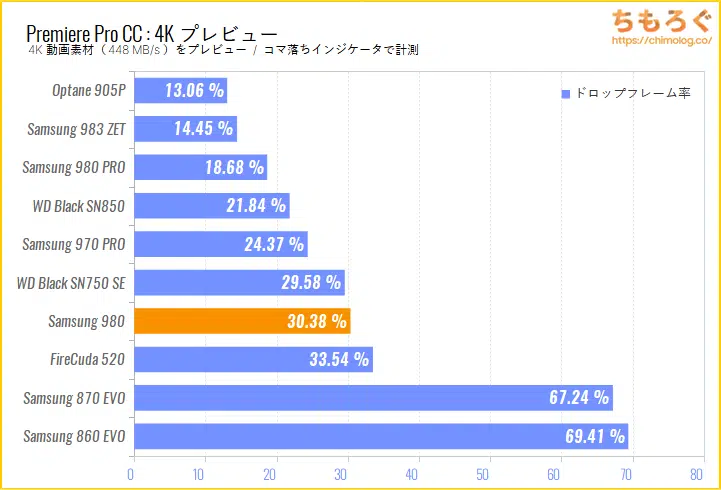 Premiere Pro CC : 4K プレビュー
4K 動画素材（ 448 MB/s ）をプレビュー / コマ落ちインジケータで計測
ちもろぐ
https://chimolog.co/
ドロップフレーム率
Optane 905P 13.06 %
Samsung 983 ZET 14.45 %
Samsung 980 PRO 18.68 %
WD Black SN850 21.84 %
Samsung 970 PRO 24.37 %
WD Black SN750 SE 29.58 %
Samsung 980 30.38 %
FireCuda 520 33.54 %
Samsung 870 EVO 67.24 %
Samsung 860 EVO 69.41 %
0 10 20 30 40 50 60 70 80